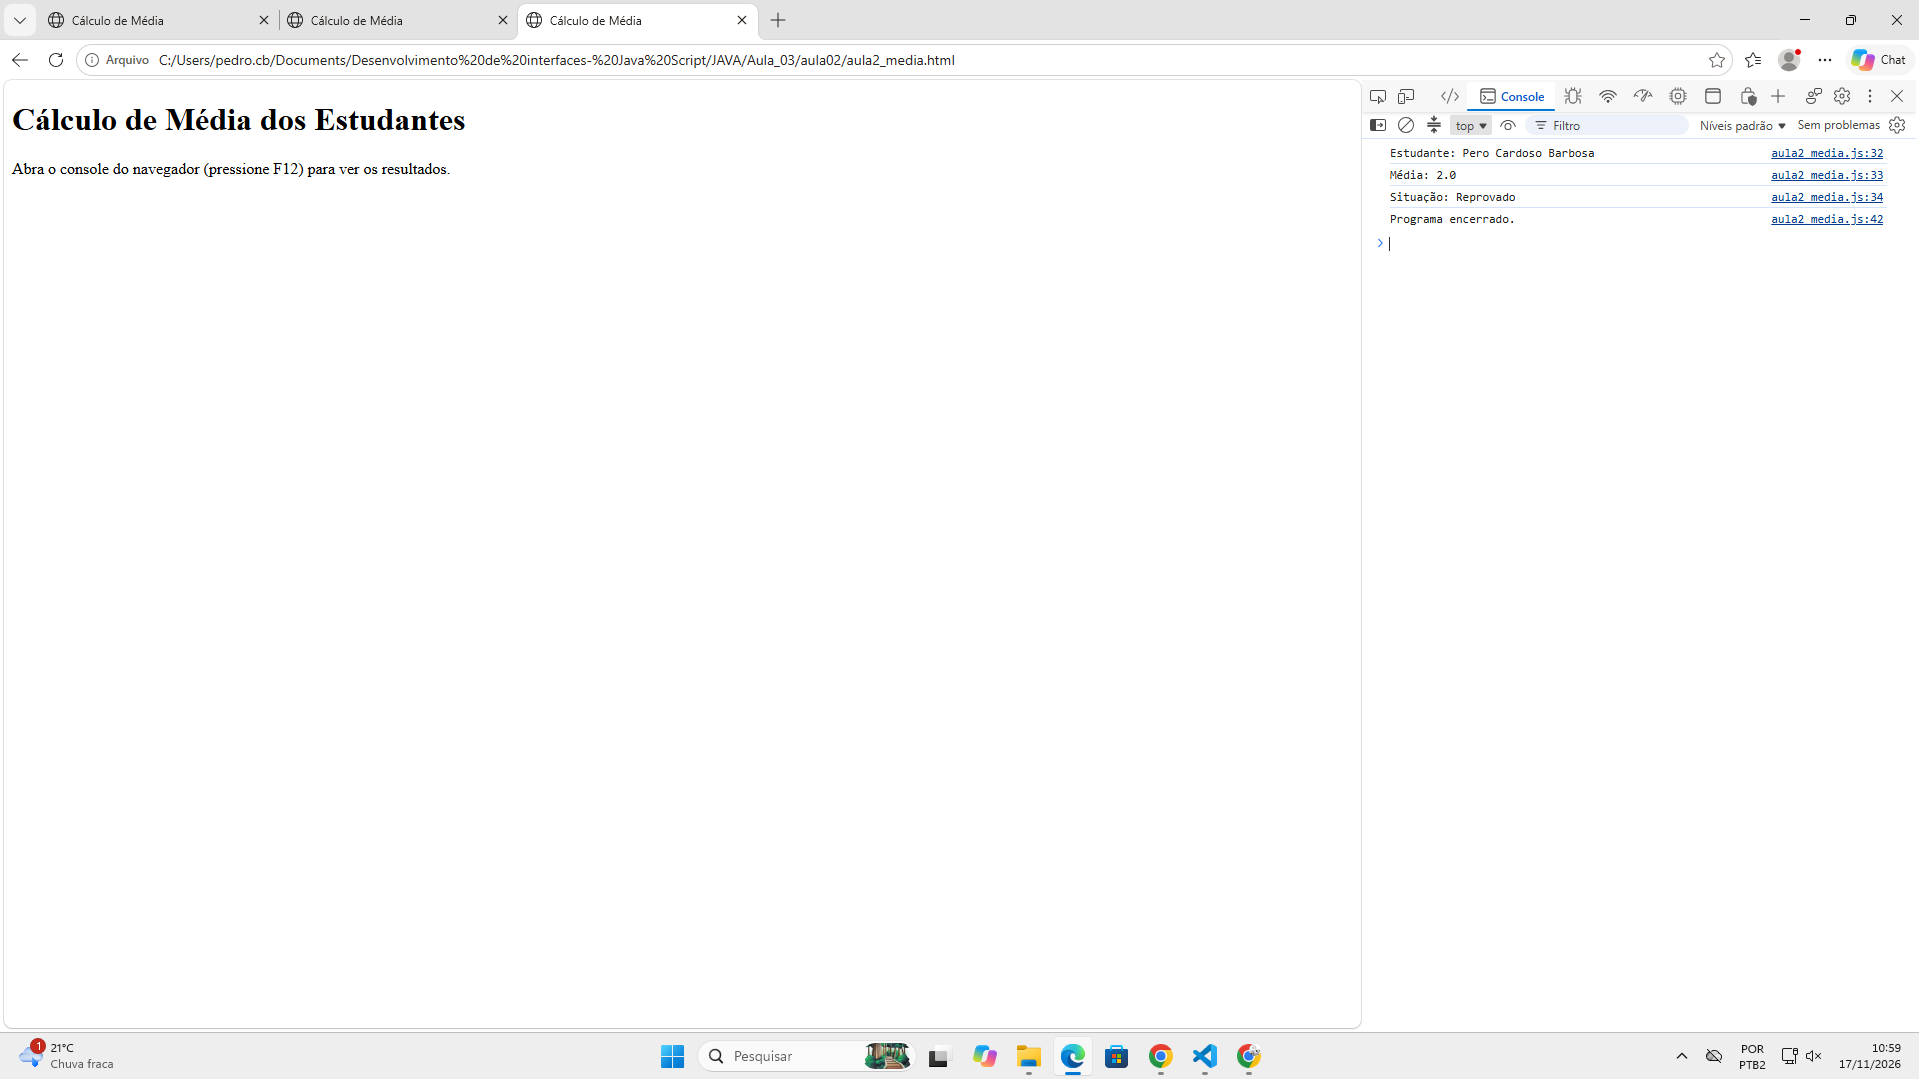 Cálculo de Média
Cálculo de Média
Cálculo de Média
Arquivo
C:/Users/pedro.cb/Documents/Desenvolvimento%20de%20interfaces-%20Java%20Script/JAVA/Aula_03/aula02/aula2_media.html
Chat
Cálculo de Média dos Estudantes
Abra o console do navegador (pressione F12) para ver os resultados.
Console
top
Filtro
Níveis padrão
Sem problemas
Estudante: Pero Cardoso Barbosa aula2_media.js:32
Média: 2.0 aula2_media.js:33
Situação: Reprovado aula2_media.js:34
Programa encerrado. aula2_media.js:42
1
21°C
Chuva fraca
Pesquisar
POR
PTB2
10:59
17/11/2026